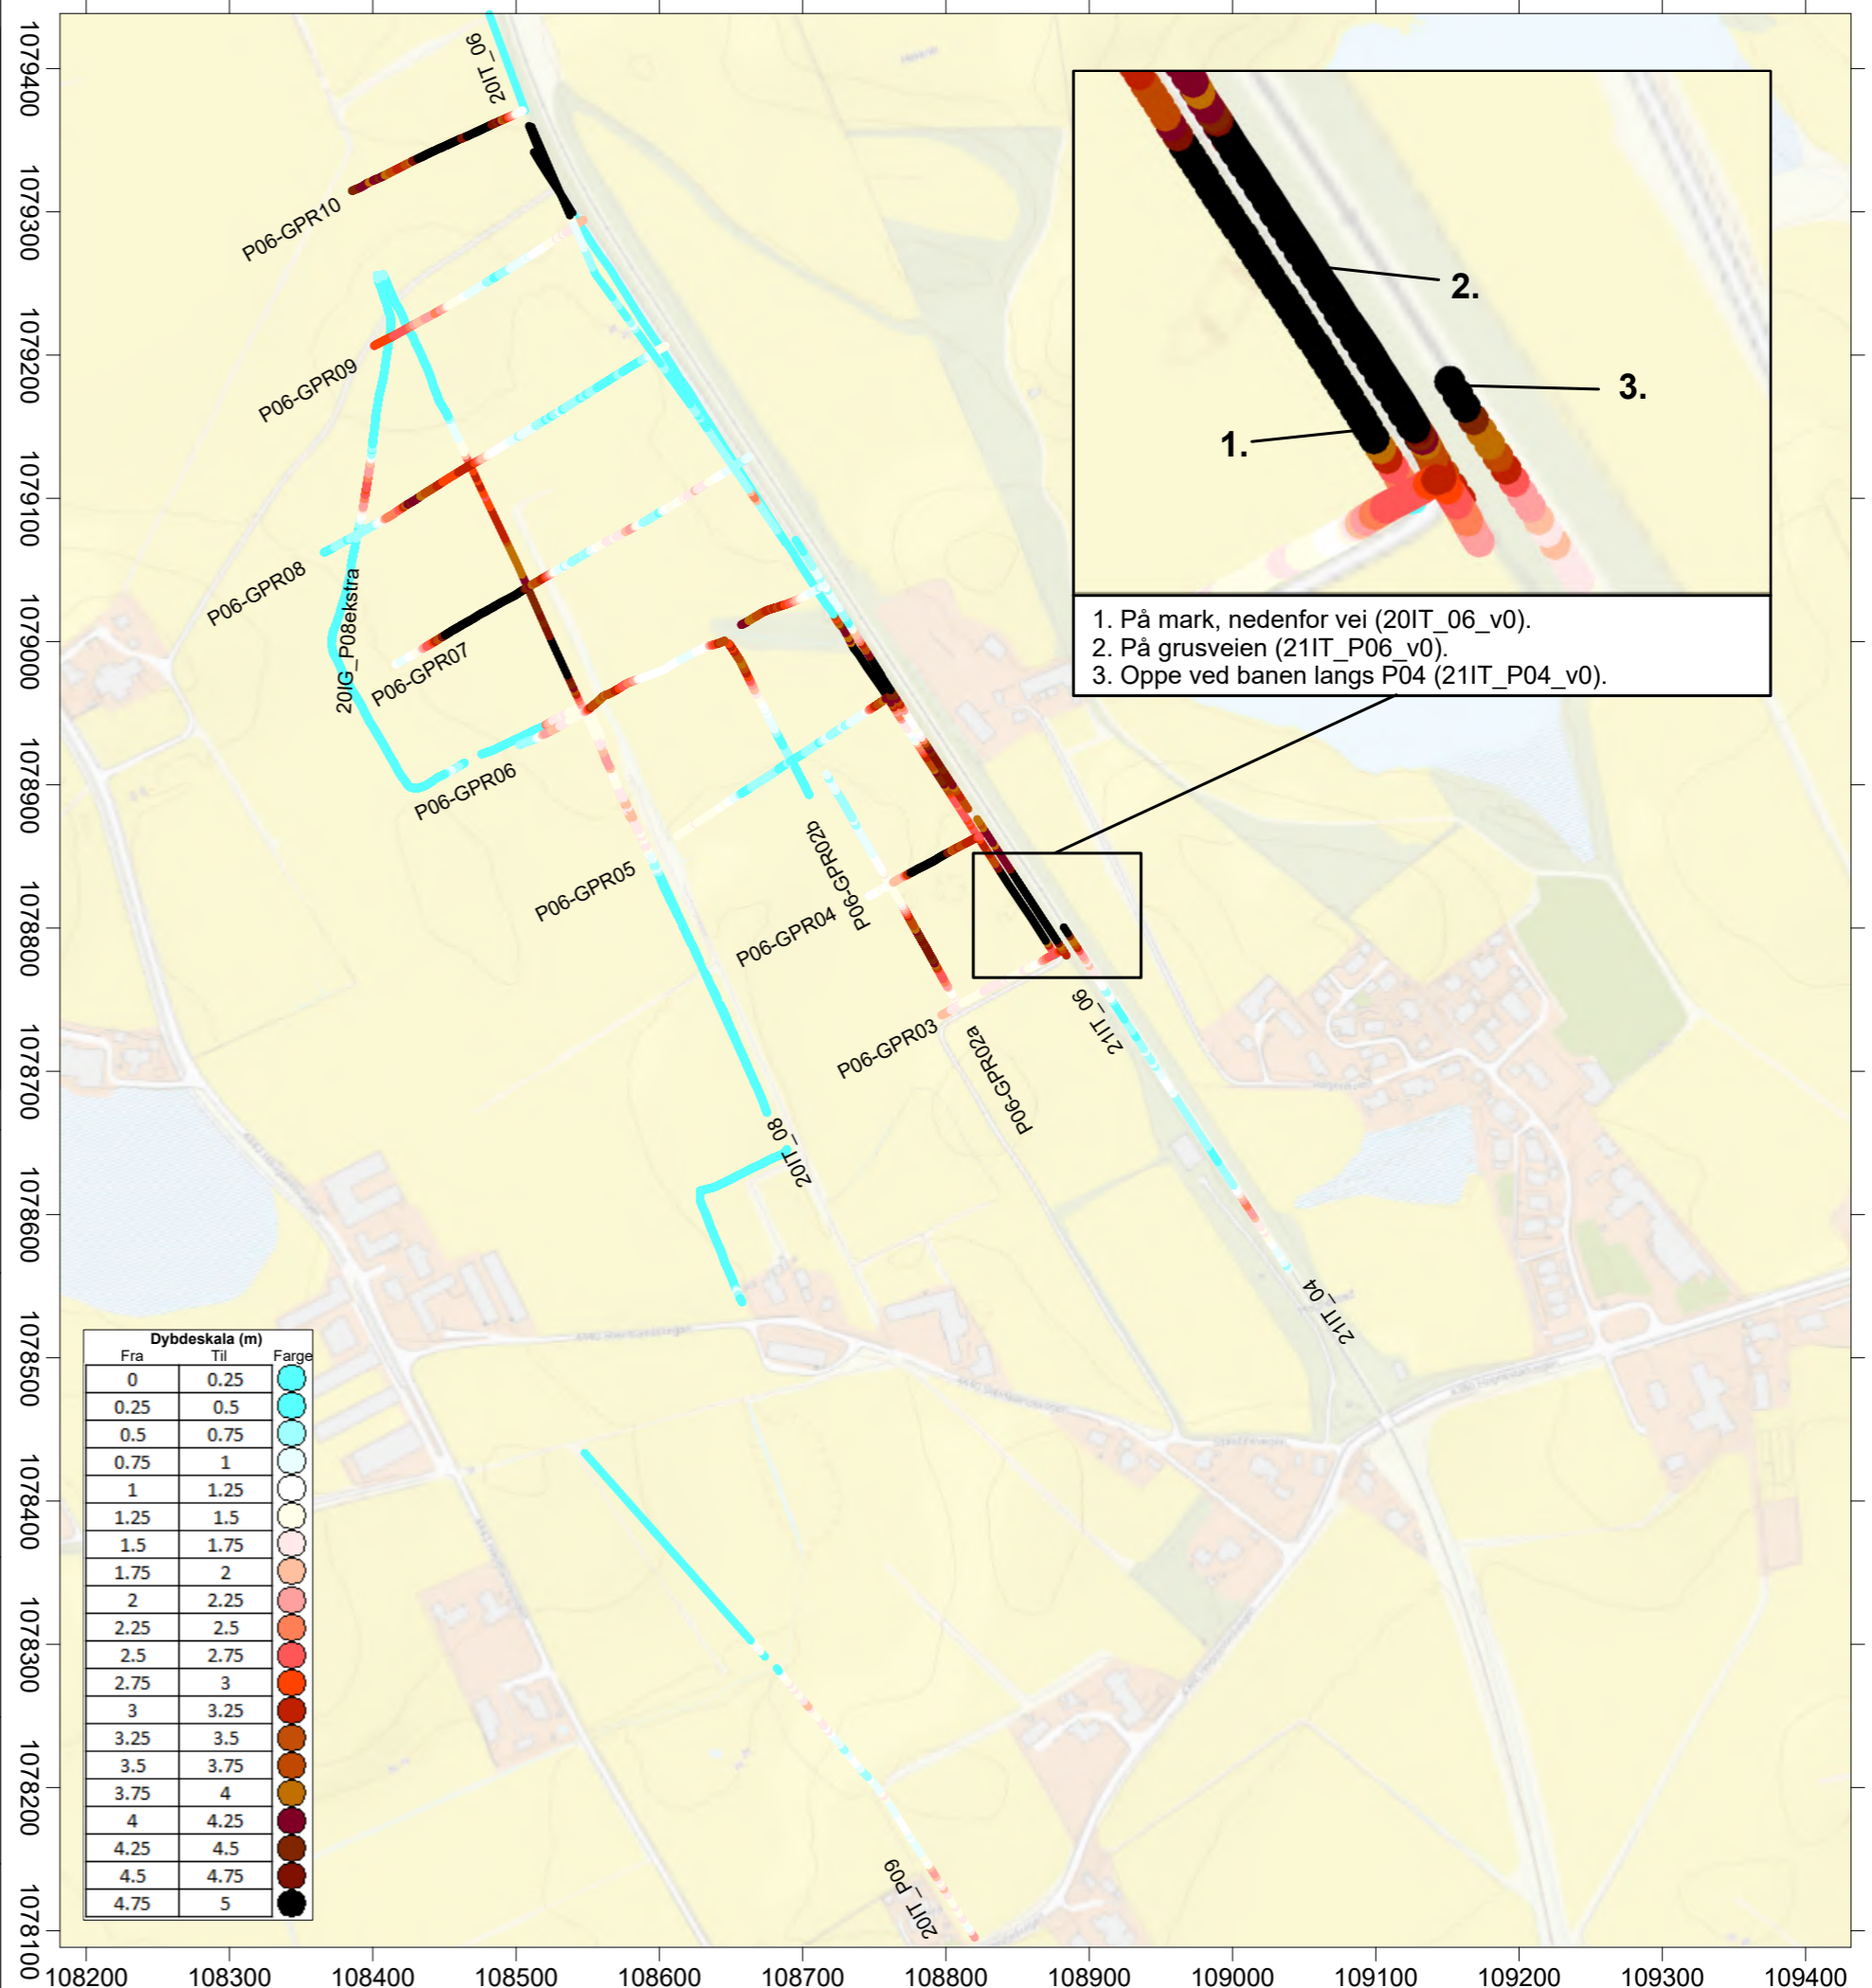 1079400
1079300
1079200
1079100
1079000
1078900
1078800
1078700
1078600
1078500
1078400
1078300
1078200
1078100
20IT_06
P06-GPR10
P06-GPR09
P06-GPR08
20IG_P08ekstra
P06-GPR07
P06-GPR06
P06-GPR05
P06-GPR02b
P06-GPR04
P06-GPR03
P06-GPR02a
21IT_06
20IT_08
21IT_04
20IT_P09
1.
2.
3.
1. På mark, nedenfor vei (20IT_06_v0).
2. På grusveien (21IT_P06_v0).
3. Oppe ved banen langs P04 (21IT_P04_v0).
Dybdeskala (m)
Fra Til Farge
0 0.25
0.25 0.5
0.5 0.75
0.75 1
1 1.25
1.25 1.5
1.5 1.75
1.75 2
2 2.25
2.25 2.5
2.5 2.75
2.75 3
3 3.25
3.25 3.5
3.5 3.75
3.75 4
4 4.25
4.25 4.5
4.5 4.75
4.75 5
108200 108300 108400 108500 108600 108700 108800 108900 109000 109100 109200 109300 109400